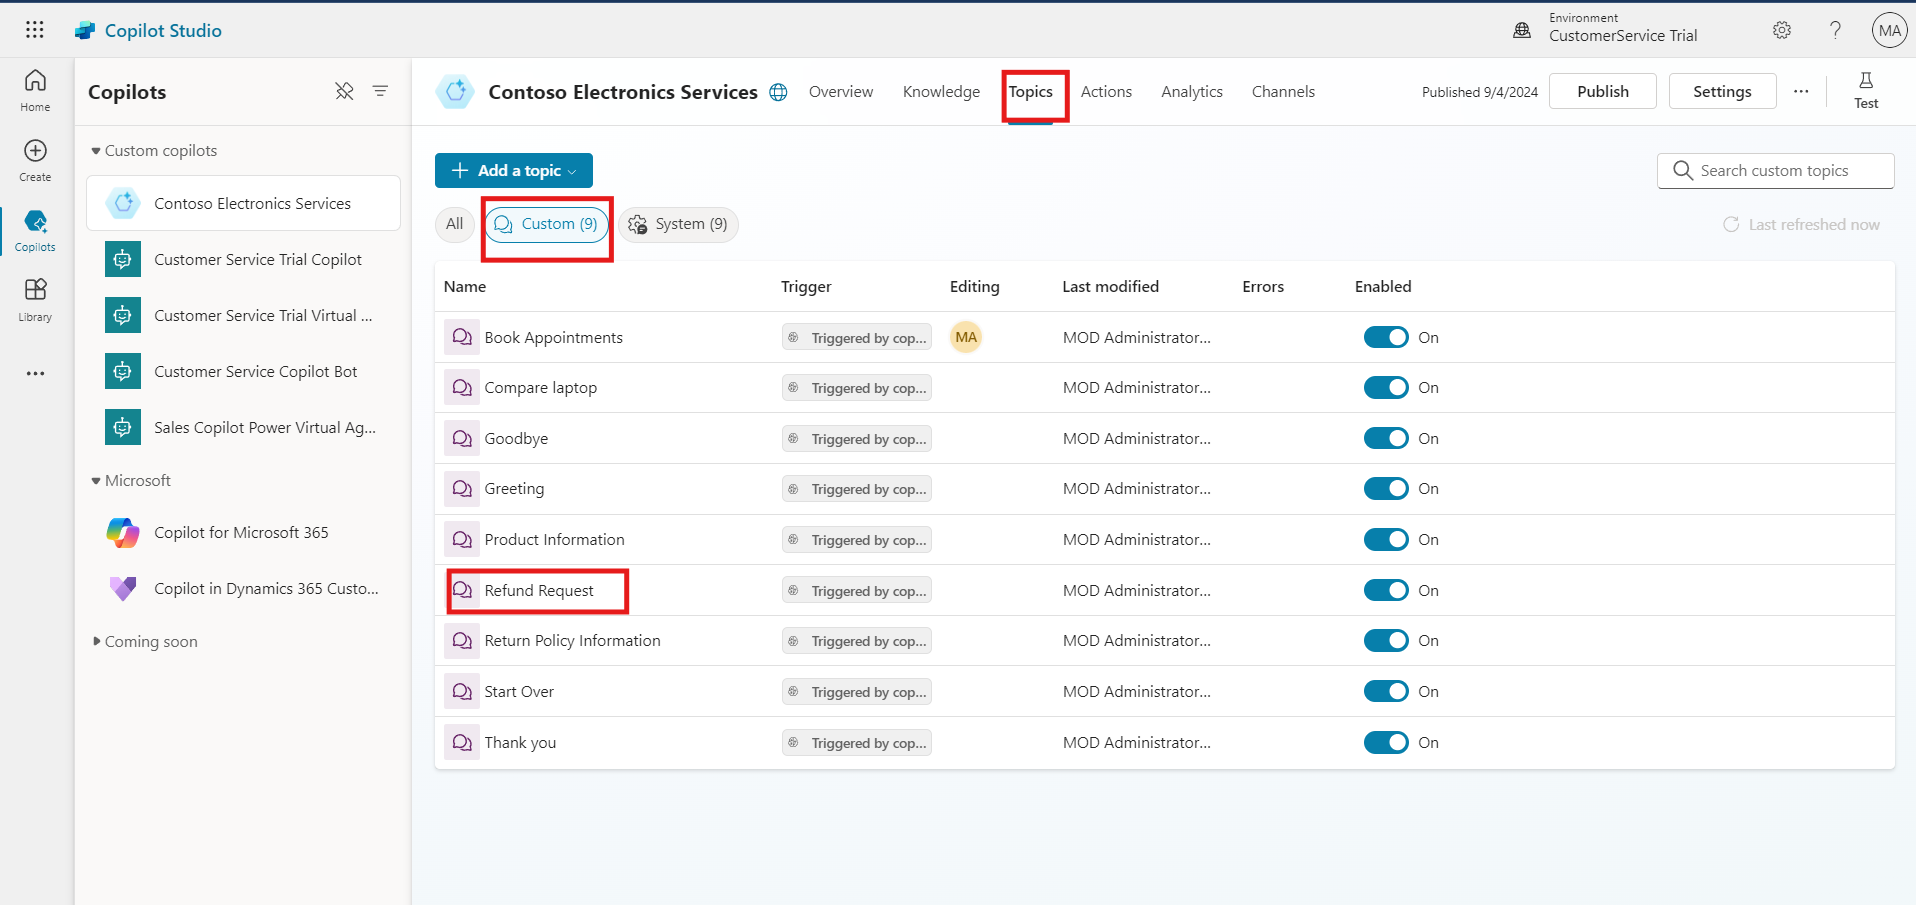 Copilot Studio
Environment
CustomerService Trial
?
MA
Home
Create
Copilots
Library
Copilots
Custom copilots
Contoso Electronics Services
Customer Service Trial Copilot
Customer Service Trial Virtual ...
Customer Service Copilot Bot
Sales Copilot Power Virtual Ag...
Microsoft
Copilot for Microsoft 365
Copilot in Dynamics 365 Custo...
Coming soon
Contoso Electronics Services
Overview Knowledge Topics Actions Analytics Channels
Published 9/4/2024
Publish
Settings
Test
Add a topic
Search custom topics
All
Custom (9)
System (9)
Last refreshed now
Name Trigger Editing Last modified Errors Enabled
Book Appointments Triggered by cop... MA MOD Administrator... On
Compare laptop Triggered by cop... MOD Administrator... On
Goodbye Triggered by cop... MOD Administrator... On
Greeting Triggered by cop... MOD Administrator... On
Product Information Triggered by cop... MOD Administrator... On
Refund Request Triggered by cop... MOD Administrator... On
Return Policy Information Triggered by cop... MOD Administrator... On
Start Over Triggered by cop... MOD Administrator... On
Thank you Triggered by cop... MOD Administrator... On